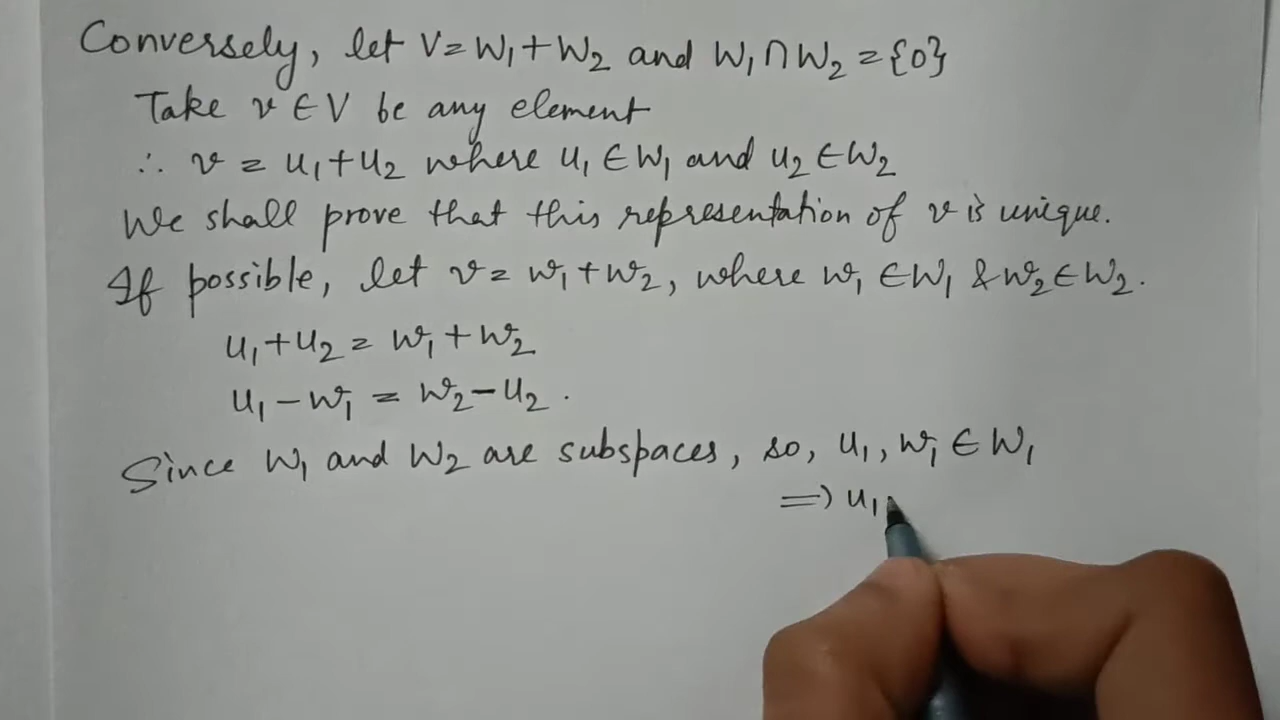 Conversely, let V=W₁+W₂ and W₁∩W₂={0}
Take v∈V be any element
∴ v = u₁+u₂ where u₁∈W₁ and u₂∈W₂
We shall prove that this representation of v is unique.
If possible, let v= w₁+w₂, where w₁∈W₁ & w₂∈W₂.
u₁+u₂= w₁+w₂
u₁-w₁ = w₂-u₂.
Since W₁ and W₂ are subspaces, so, u₁, w₁∈W₁
⇒ u₁